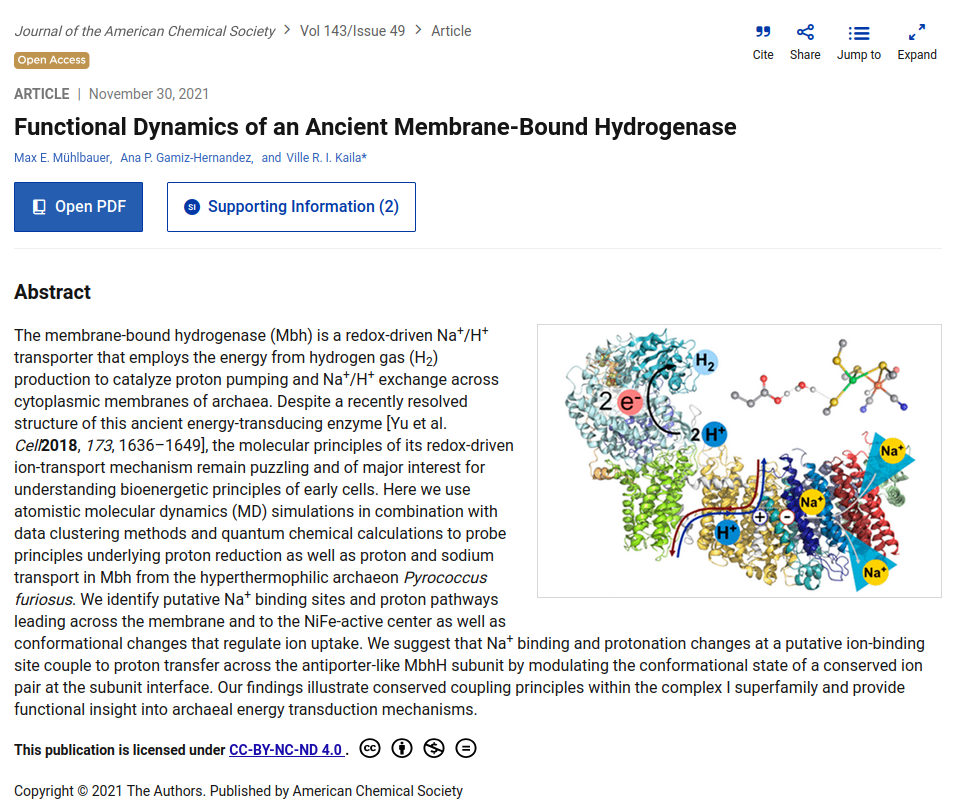 Journal of the American Chemical Society > Vol 143/Issue 49 > Article
Cite Share Jump to Expand
Open Access
ARTICLE | November 30, 2021
Functional Dynamics of an Ancient Membrane-Bound Hydrogenase
Max E. Mühlbauer, Ana P. Gamiz-Hernandez, and Ville R. I. Kaila*
Open PDF
SI Supporting Information (2)
Abstract
The membrane-bound hydrogenase (Mbh) is a redox-driven Na⁺/H⁺
transporter that employs the energy from hydrogen gas (H₂)
production to catalyze proton pumping and Na⁺/H⁺ exchange across
cytoplasmic membranes of archaea. Despite a recently resolved
structure of this ancient energy-transducing enzyme [Yu et al.
Cell2018, 173, 1636–1649], the molecular principles of its redox-driven
ion-transport mechanism remain puzzling and of major interest for
understanding bioenergetic principles of early cells. Here we use
atomistic molecular dynamics (MD) simulations in combination with
data clustering methods and quantum chemical calculations to probe
principles underlying proton reduction as well as proton and sodium
transport in Mbh from the hyperthermophilic archaeon Pyrococcus
furiosus. We identify putative Na⁺ binding sites and proton pathways
leading across the membrane and to the NiFe-active center as well as
conformational changes that regulate ion uptake. We suggest that Na⁺ binding and protonation changes at a putative ion-binding
site couple to proton transfer across the antiporter-like MbhH subunit by modulating the conformational state of a conserved ion
pair at the subunit interface. Our findings illustrate conserved coupling principles within the complex I superfamily and provide
functional insight into archaeal energy transduction mechanisms.
H₂
2 e⁻
2 H⁺
Na⁺
Na⁺
+ -
H⁺
Na⁺
This publication is licensed under CC-BY-NC-ND 4.0 . cc
Copyright © 2021 The Authors. Published by American Chemical Society